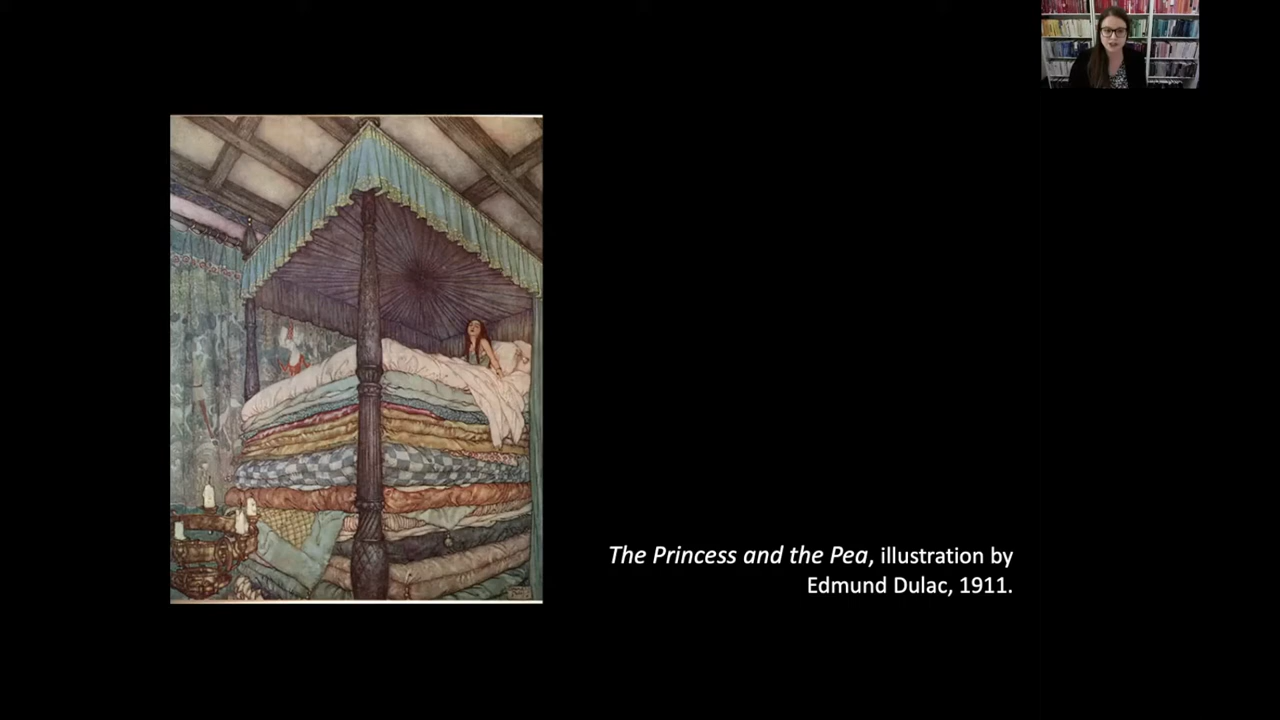 The Princess and the Pea, illustration by
Edmund Dulac, 1911.